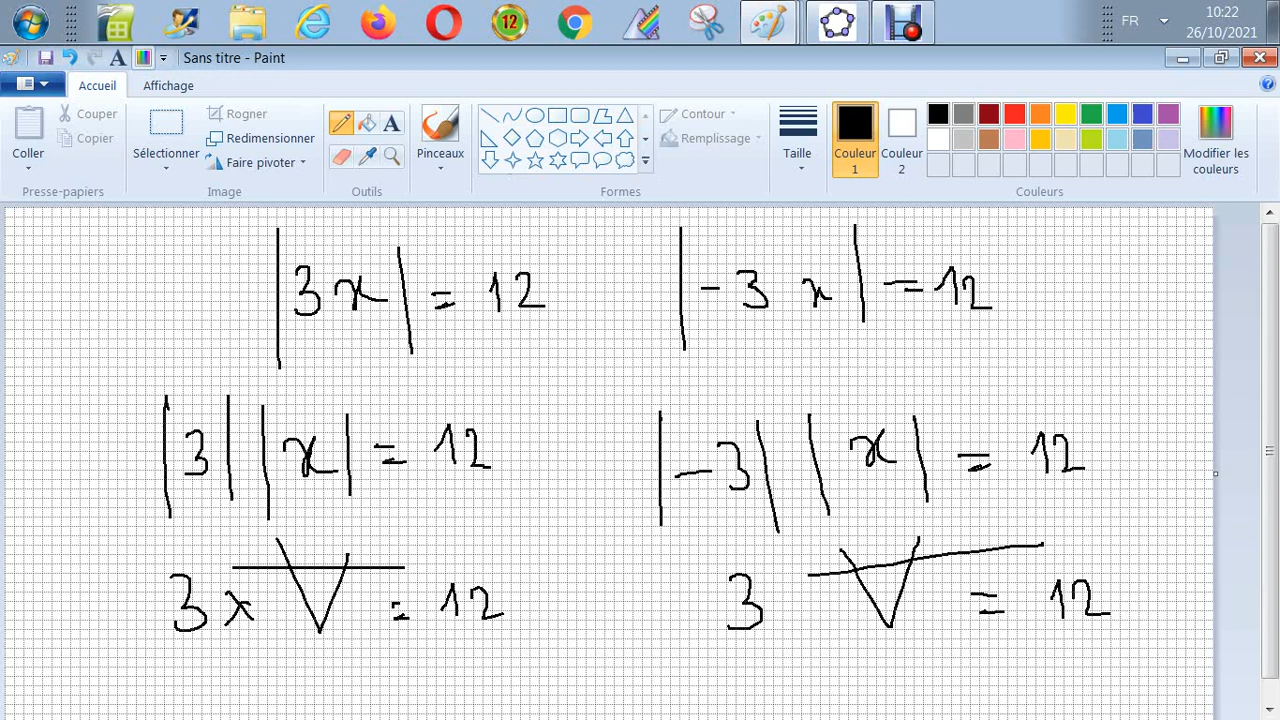 12
FR
10:22
26/10/2021
Sans titre - Paint
Accueil
Affichage
Coller
Couper
Copier
Presse-papiers
Sélectionner
Rogner
Redimensionner
Faire pivoter
Image
Outils
Pinceaux
Contour
Remplissage
Formes
Taille
Couleur 1
Couleur 2
Modifier les couleurs
Couleurs
|3x| = 12
|-3 x| = 12
|3| |x| = 12
|-3| |x| = 12
3 x V = 12
3 V = 12